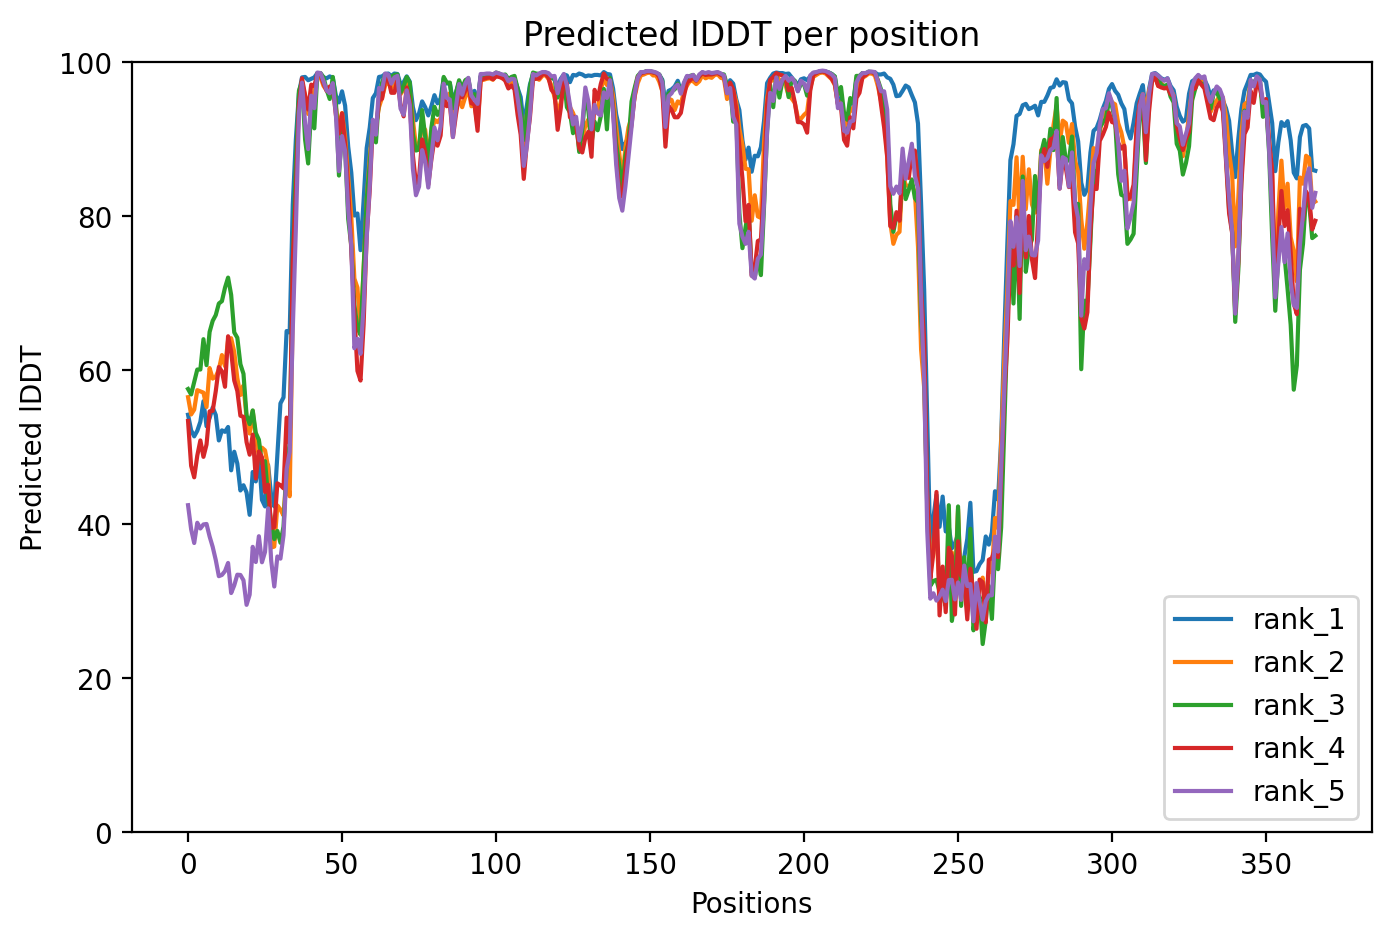 Predicted lDDT per position
Predicted lDDT
100
80
60
40
20
0
0 50 100 150 200 250 300 350
Positions
rank_1
rank_2
rank_3
rank_4
rank_5